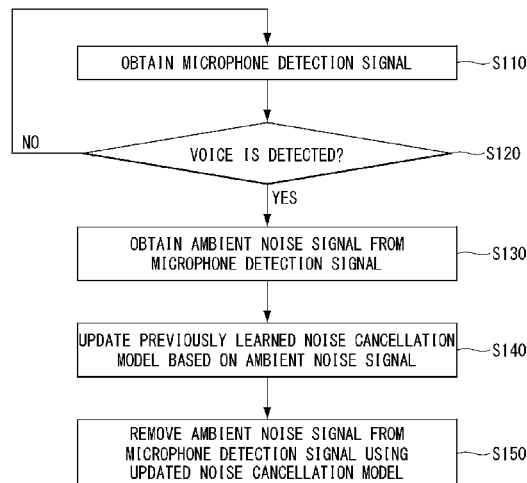 OBTAIN MICROPHONE DETECTION SIGNAL
S110
NO
VOICE IS DETECTED?
S120
YES
OBTAIN AMBIENT NOISE SIGNAL FROM
MICROPHONE DETECTION SIGNAL
S130
UPDATE PREVIOUSLY LEARNED NOISE CANCELLATION
MODEL BASED ON AMBIENT NOISE SIGNAL
S140
REMOVE AMBIENT NOISE SIGNAL FROM
MICROPHONE DETECTION SIGNAL USING
UPDATED NOISE CANCELLATION MODEL
S150